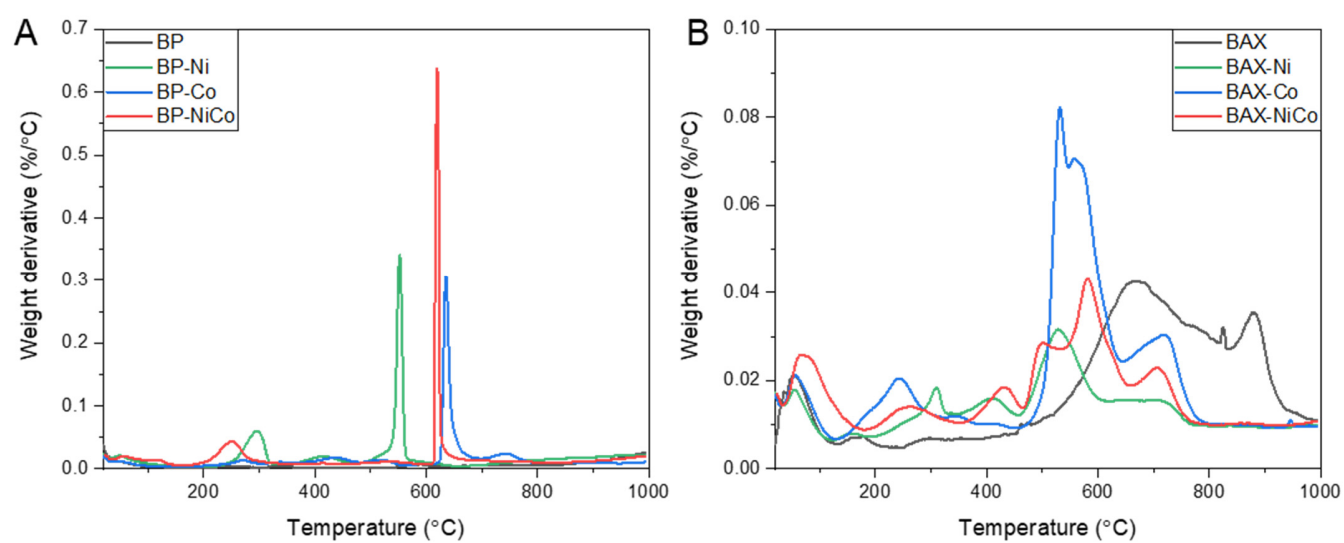 A
BP
BP-Ni
BP-Co
BP-NiCo
0.7
0.6
0.5
0.4
0.3
0.2
0.1
0.0
Weight derivative (%/°C)
200
400
600
800
1000
Temperature (°C)
B
BAX
BAX-Ni
BAX-Co
BAX-NiCo
0.10
0.08
0.06
0.04
0.02
0.00
Weight derivative (%/°C)
200
400
600
800
1000
Temperature (°C)